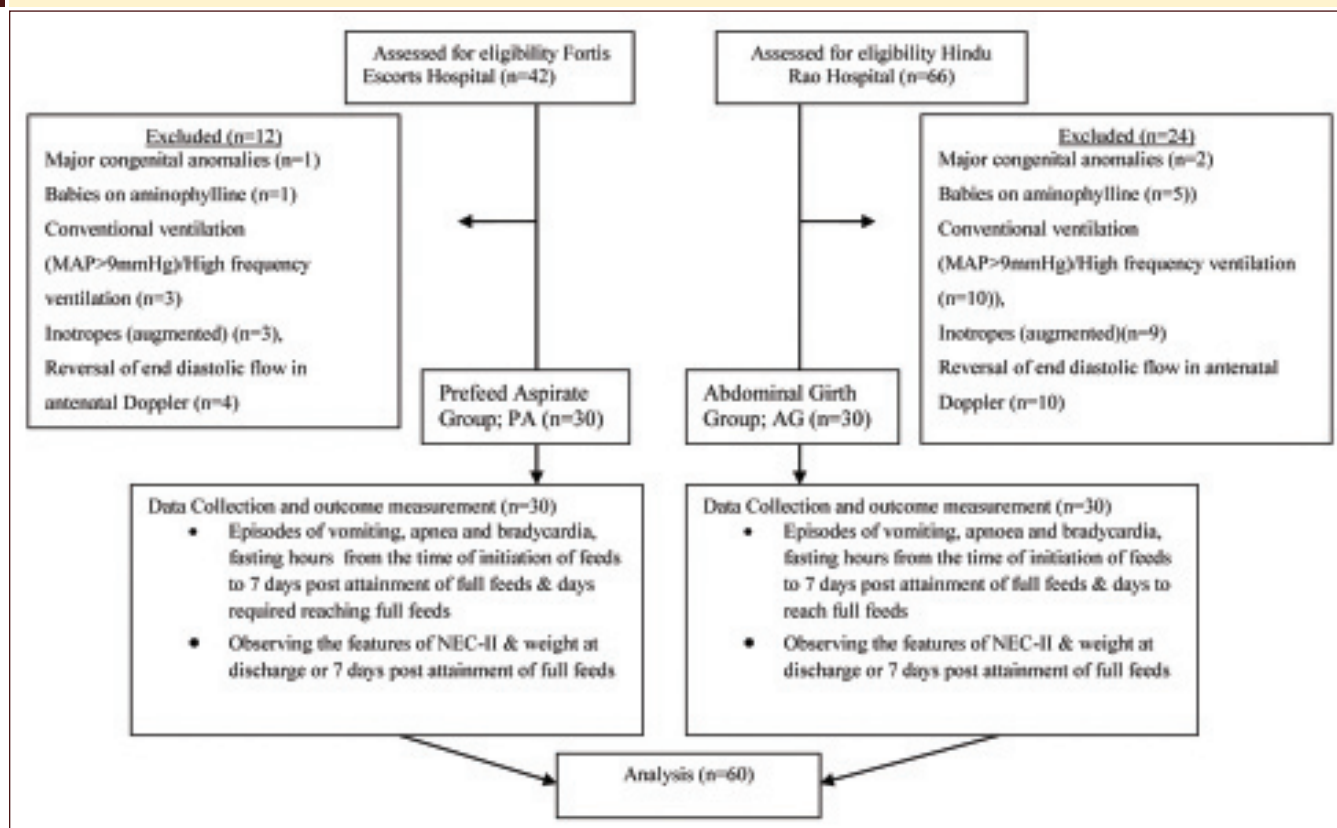 Assessed for eligibility Fortis
Escorts Hospital (n=42)
Assessed for eligibility Hindu
Rao Hospital (n=66)
Excluded (n=12)
Major congenital anomalies (n=1)
Babies on aminophylline (n=1)
Conventional ventilation
(MAP>9mmHg)/High frequency
ventilation (n=3)
Inotropes (augmented) (n=3),
Reversal of end diastolic flow in
antenatal Doppler (n=4)
Excluded (n=24)
Major congenital anomalies (n=2)
Babies on aminophylline (n=5))
Conventional ventilation
(MAP>9mmHg)/High frequency ventilation
(n=10)),
Inotropes (augmented)(n=9)
Reversal of end diastolic flow in antenatal
Doppler (n=10)
Prefeed Aspirate
Group; PA (n=30)
Abdominal Girth
Group; AG (n=30)
Data Collection and outcome measurement (n=30)
• Episodes of vomiting, apnea and bradycardia,
fasting hours from the time of initiation of feeds
to 7 days post attainment of full feeds & days
required reaching full feeds
• Observing the features of NEC-II & weight at
discharge or 7 days post attainment of full feeds
Data Collection and outcome measurement (n=30)
• Episodes of vomiting, apnoea and bradycardia,
fasting hours from the time of initiation of feeds
to 7 days post attainment of full feeds & days to
reach full feeds
• Observing the features of NEC-II & weight at
discharge or 7 days post attainment of full feeds
Analysis (n=60)